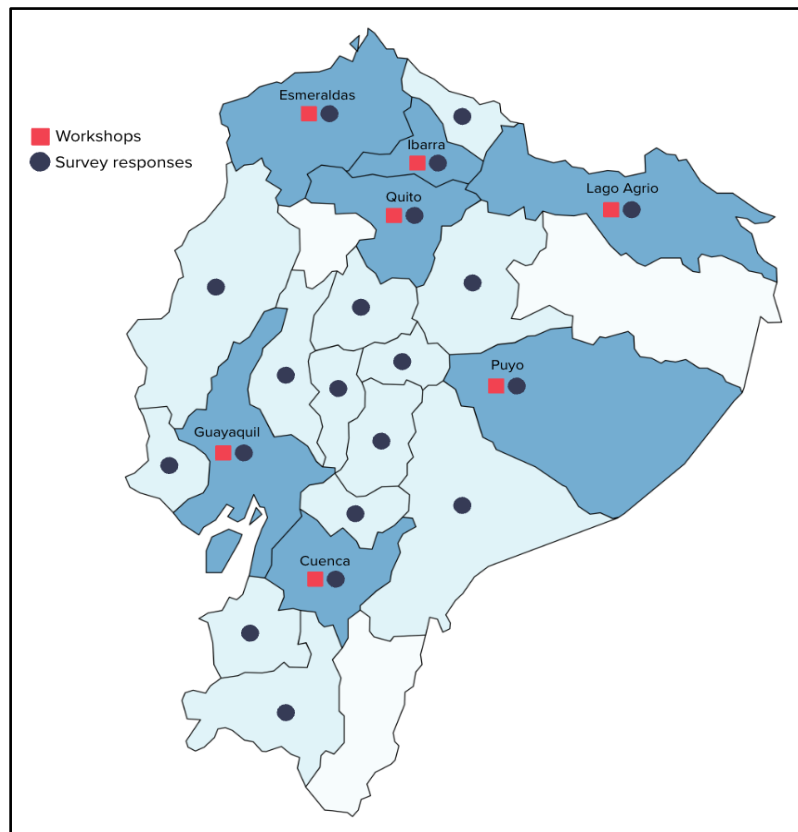 Esmeraldas
Workshops
Ibarra
Survey responses
Lago Agrio
Quito
Puyo
Guayaquil
Cuenca